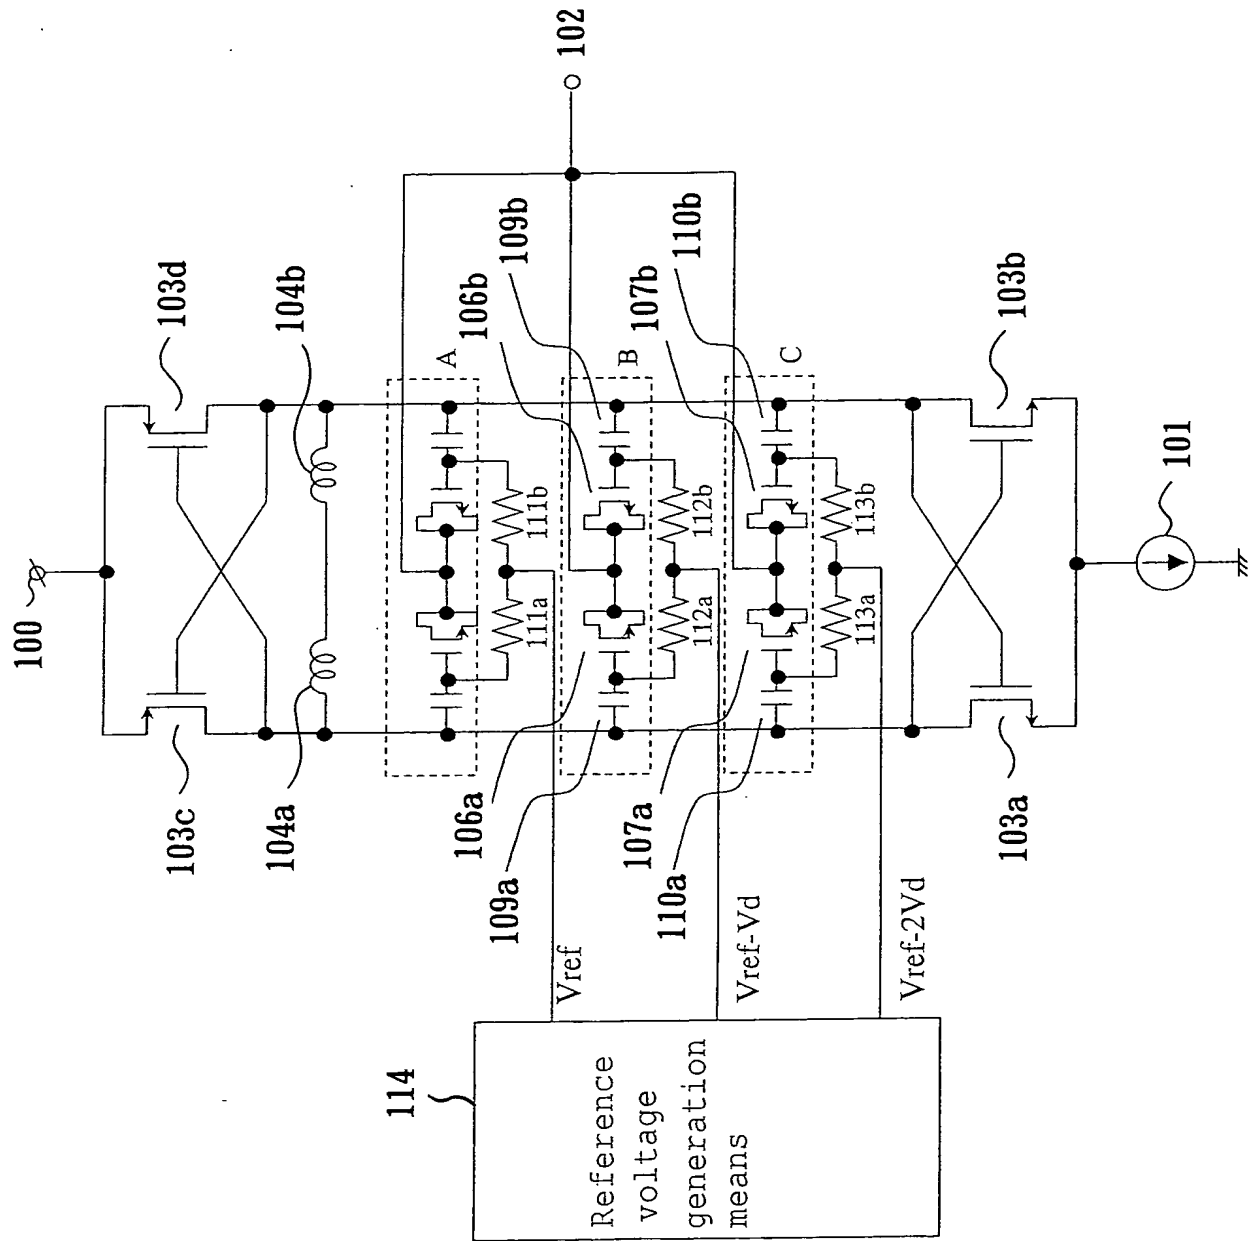 100
103c
103d
104a
104b
102
A
109b
106b
111a
111b
B
110b
107b
112a
112b
C
106a
109a
113a
113b
107a
110a
103a
103b
101
Vref
Vref-Vd
Vref-2Vd
114
Reference
voltage
generation
means